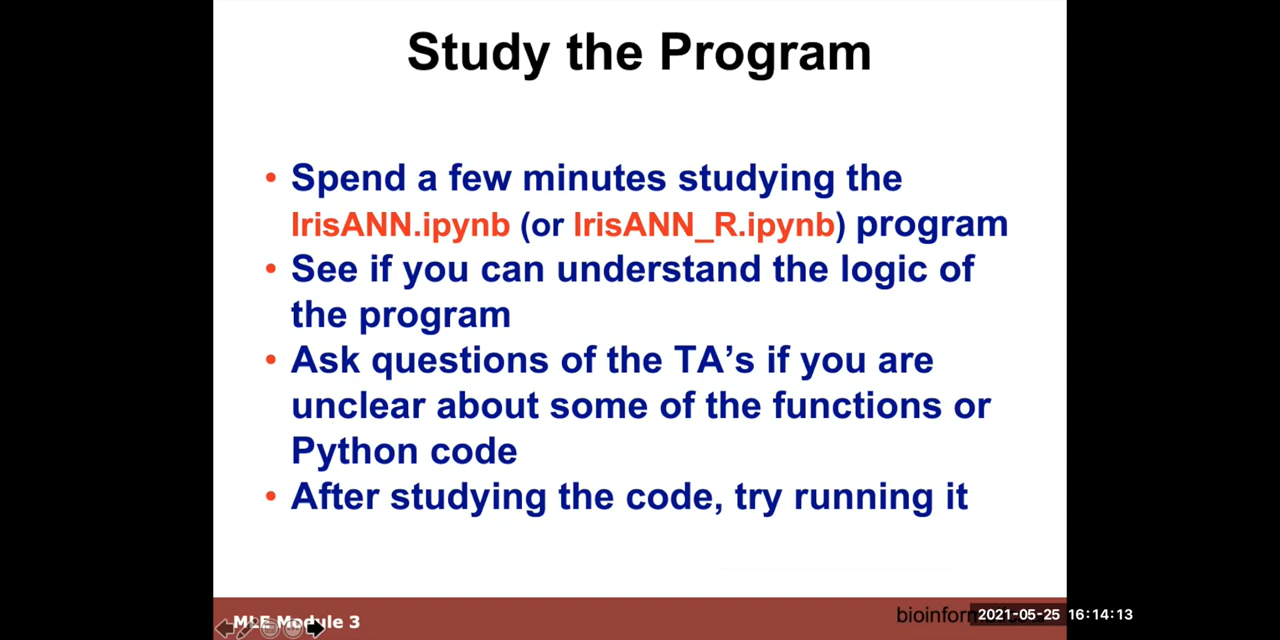 Study the Program
• Spend a few minutes studying the
IrisANN.ipynb (or IrisANN_R.ipynb) program
• See if you can understand the logic of
the program
• Ask questions of the TA’s if you are
unclear about some of the functions or
Python code
• After studying the code, try running it
MLE Module 3
2021-05-25 16:14:13